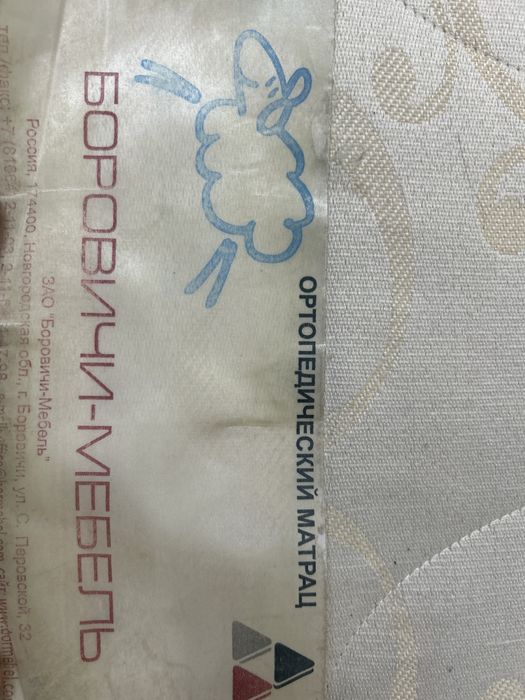 ОРТОПЕДИЧЕСКИЙ МАТРАЦ
БОРОВИЧИ-МЕБЕЛЬ
ЗАО "Боровичи-Мебель"
Россия, 174400, Новгородская обл., г. Боровичи, ул. С. Перовской, 32